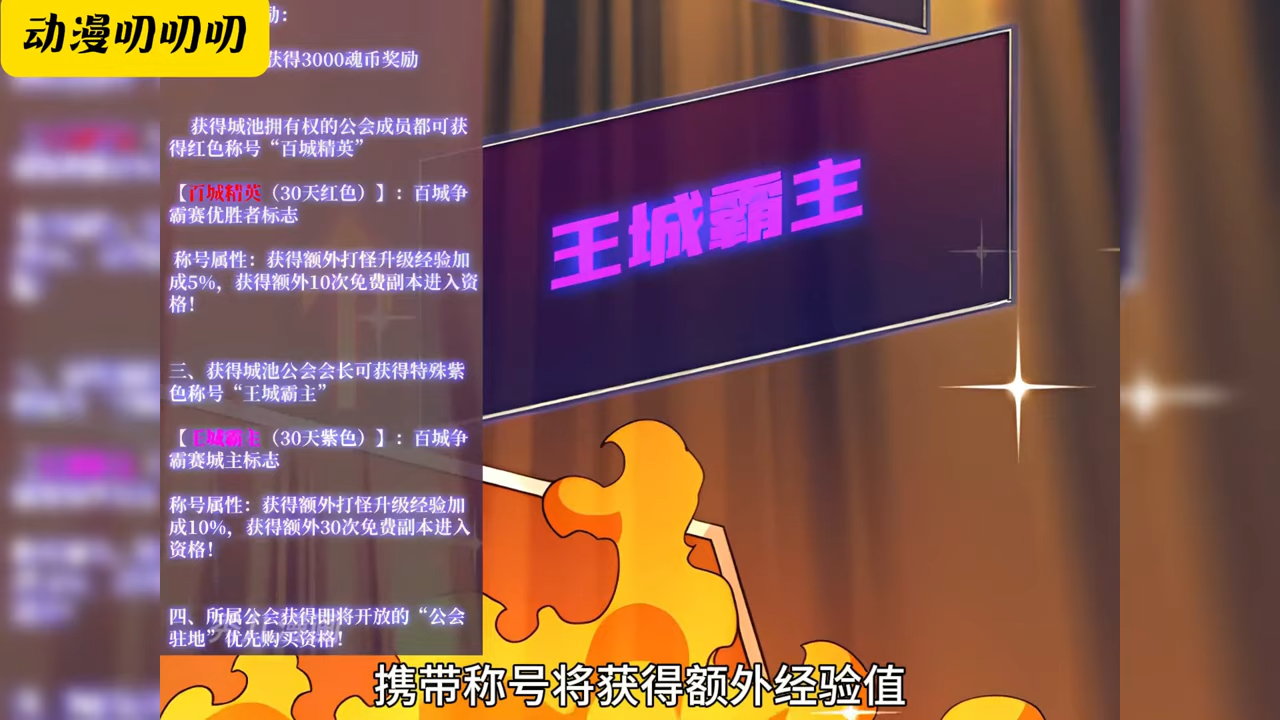 动漫叨叨叨
励：
获得3000魂币奖励
获得城池拥有权的公会成员都可获
得红色称号“百城精英”
【百城精英（30天红色）】：百城争
霸赛优胜者标志
称号属性：获得额外打怪升级经验加
成5%，获得额外10次免费副本进入资
格！
三、获得城池公会会长可获得特殊紫
色称号“王城霸主”
【王城霸主（30天紫色）】：百城争
霸赛城主标志
称号属性：获得额外打怪升级经验加
成10%，获得额外30次免费副本进入
资格！
四、所属公会获得即将开放的“公会
驻地”优先购买资格！
王城霸主
携带称号将获得额外经验值